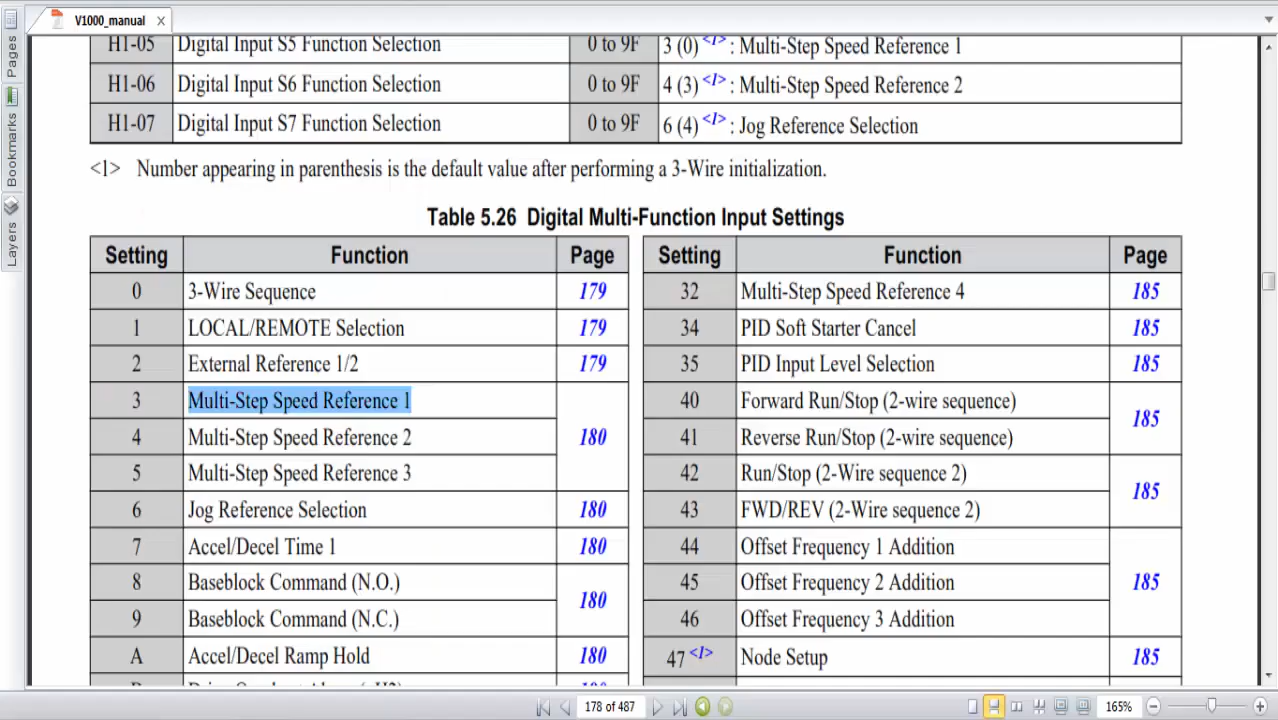 V1000_manual
Pages
Bookmarks
Layers
H1-05 Digital Input S5 Function Selection 0 to 9F 3 (0) <1> : Multi-Step Speed Reference 1
H1-06 Digital Input S6 Function Selection 0 to 9F 4 (3) <1> : Multi-Step Speed Reference 2
H1-07 Digital Input S7 Function Selection 0 to 9F 6 (4) <1> : Jog Reference Selection
<1> Number appearing in parenthesis is the default value after performing a 3-Wire initialization.
Table 5.26 Digital Multi-Function Input Settings
Setting Function Page Setting Function Page
0 3-Wire Sequence 179 32 Multi-Step Speed Reference 4 185
1 LOCAL/REMOTE Selection 179 34 PID Soft Starter Cancel 185
2 External Reference 1/2 179 35 PID Input Level Selection 185
3 Multi-Step Speed Reference 1 40 Forward Run/Stop (2-wire sequence)
185
4 Multi-Step Speed Reference 2 180 41 Reverse Run/Stop (2-wire sequence)
5 Multi-Step Speed Reference 3 42 Run/Stop (2-Wire sequence 2)
185
6 Jog Reference Selection 180 43 FWD/REV (2-Wire sequence 2)
7 Accel/Decel Time 1 180 44 Offset Frequency 1 Addition
8 Baseblock Command (N.O.) 45 Offset Frequency 2 Addition 185
180
9 Baseblock Command (N.C.) 46 Offset Frequency 3 Addition
A Accel/Decel Ramp Hold 180 47 <1> Node Setup 185
178 of 487 165%